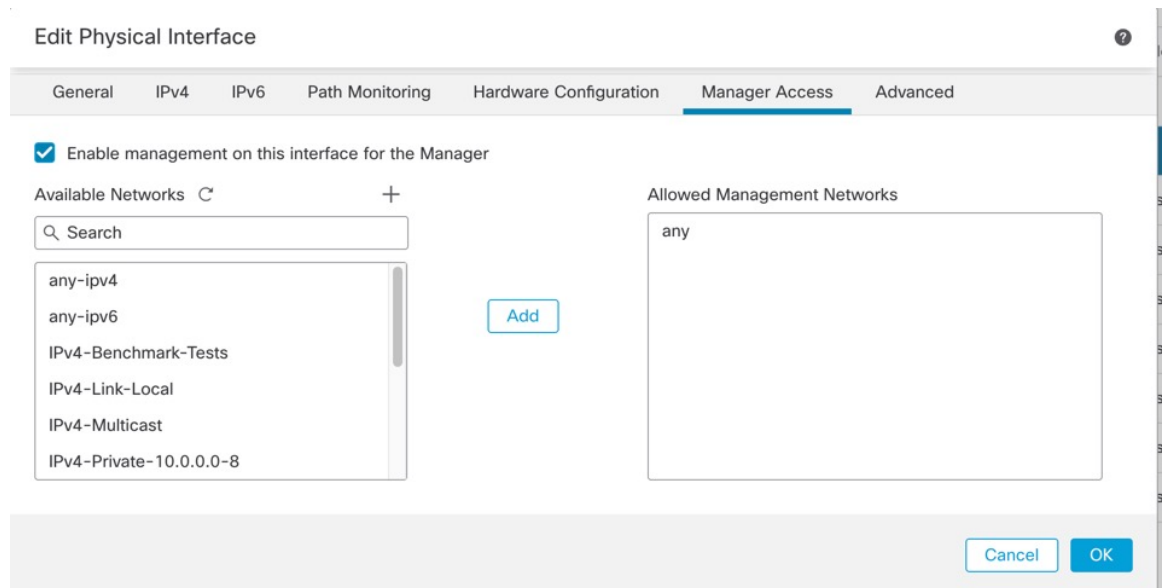 Edit Physical Interface
?
General IPv4 IPv6 Path Monitoring Hardware Configuration Manager Access Advanced
Enable management on this interface for the Manager
Available Networks
+
Search
any-ipv4
any-ipv6
IPv4-Benchmark-Tests
IPv4-Link-Local
IPv4-Multicast
IPv4-Private-10.0.0.0-8
Add
Allowed Management Networks
any
Cancel OK